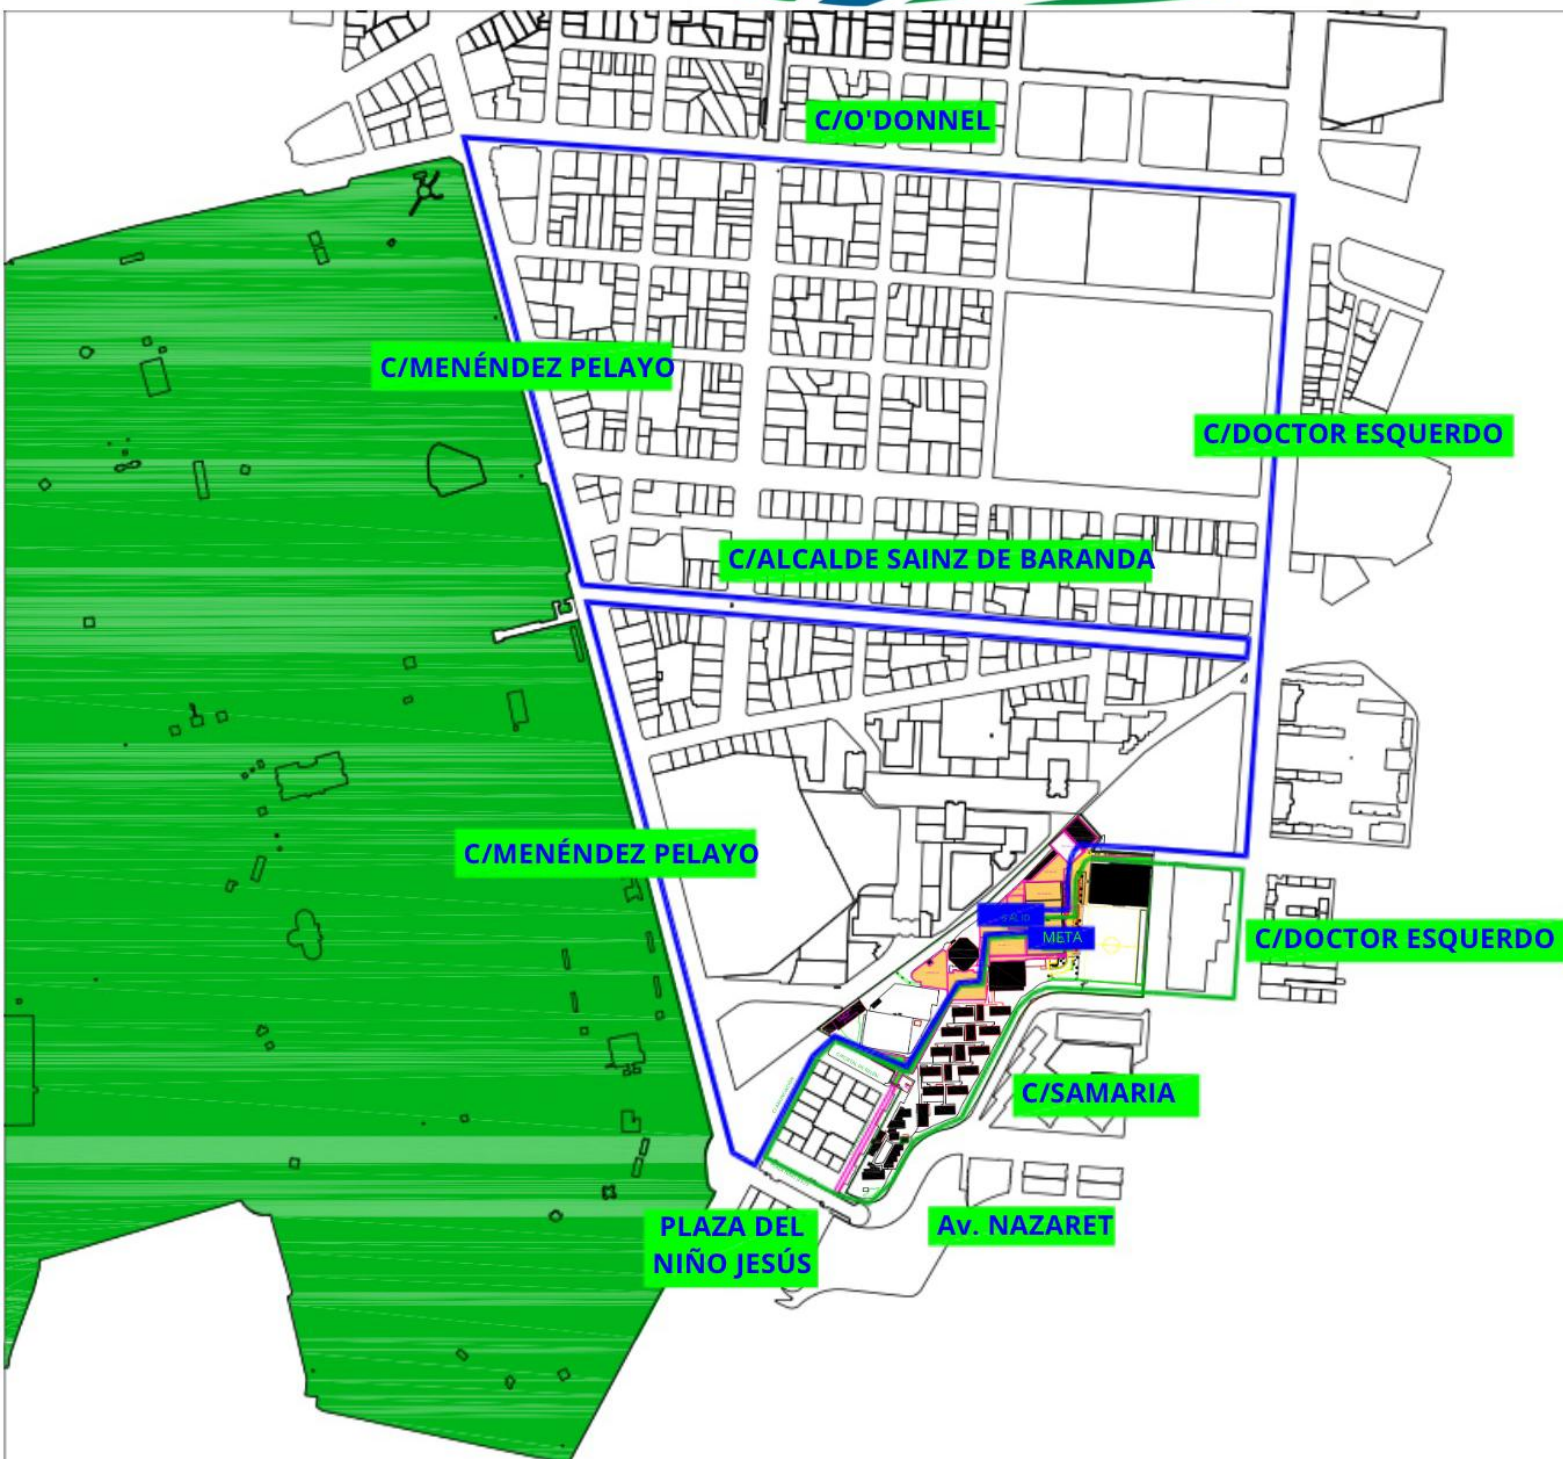 C/O'DONNEL
C/MENÉNDEZ PELAYO
C/DOCTOR ESQUERDO
C/ALCALDE SAINZ DE BARANDA
C/MENÉNDEZ PELAYO
META
C/DOCTOR ESQUERDO
C/SAMARIA
PLAZA DEL
NIÑO JESÚS
Av. NAZARET